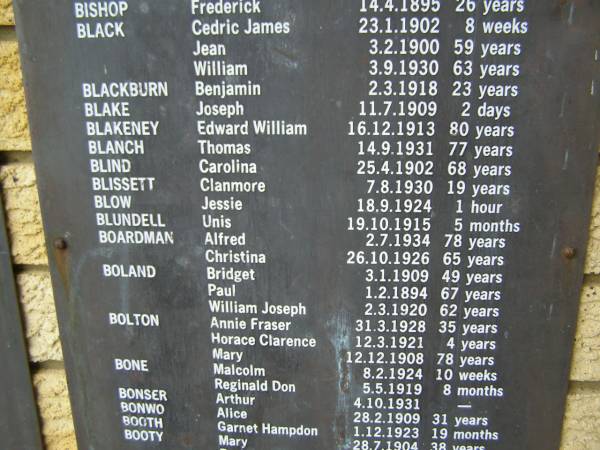 BISHOP Frederick 14.4.1895 26 years
BLACK Cedric James 23.1.1902 8 weeks
Jean 3.2.1900 59 years
William 3.9.1930 63 years
BLACKBURN Benjamin 2.3.1918 23 years
BLAKE Joseph 11.7.1909 2 days
BLAKENEY Edward William 16.12.1913 80 years
BLANCH Thomas 14.9.1931 77 years
BLIND Carolina 25.4.1902 68 years
BLISSETT Clanmore 7.8.1930 19 years
BLOW Jessie 18.9.1924 1 hour
BLUNDELL Unis 19.10.1915 5 months
BOARDMAN Alfred 2.7.1934 78 years
Christina 26.10.1926 65 years
BOLAND Bridget 3.1.1909 49 years
Paul 1.2.1894 67 years
William Joseph 2.3.1920 62 years
BOLTON Annie Fraser 31.3.1928 35 years
Horace Clarence 12.3.1921 4 years
Mary 12.12.1908 78 years
BONE Malcolm 8.2.1924 10 weeks
Reginald Don 5.5.1919 8 months
BONSER Arthur 4.10.1931 —
BONWO Alice 28.2.1909 31 years
BOOTH Garnet Hampdon 1.12.1923 19 months
BOOTY Mary 28.7.1904 38 years